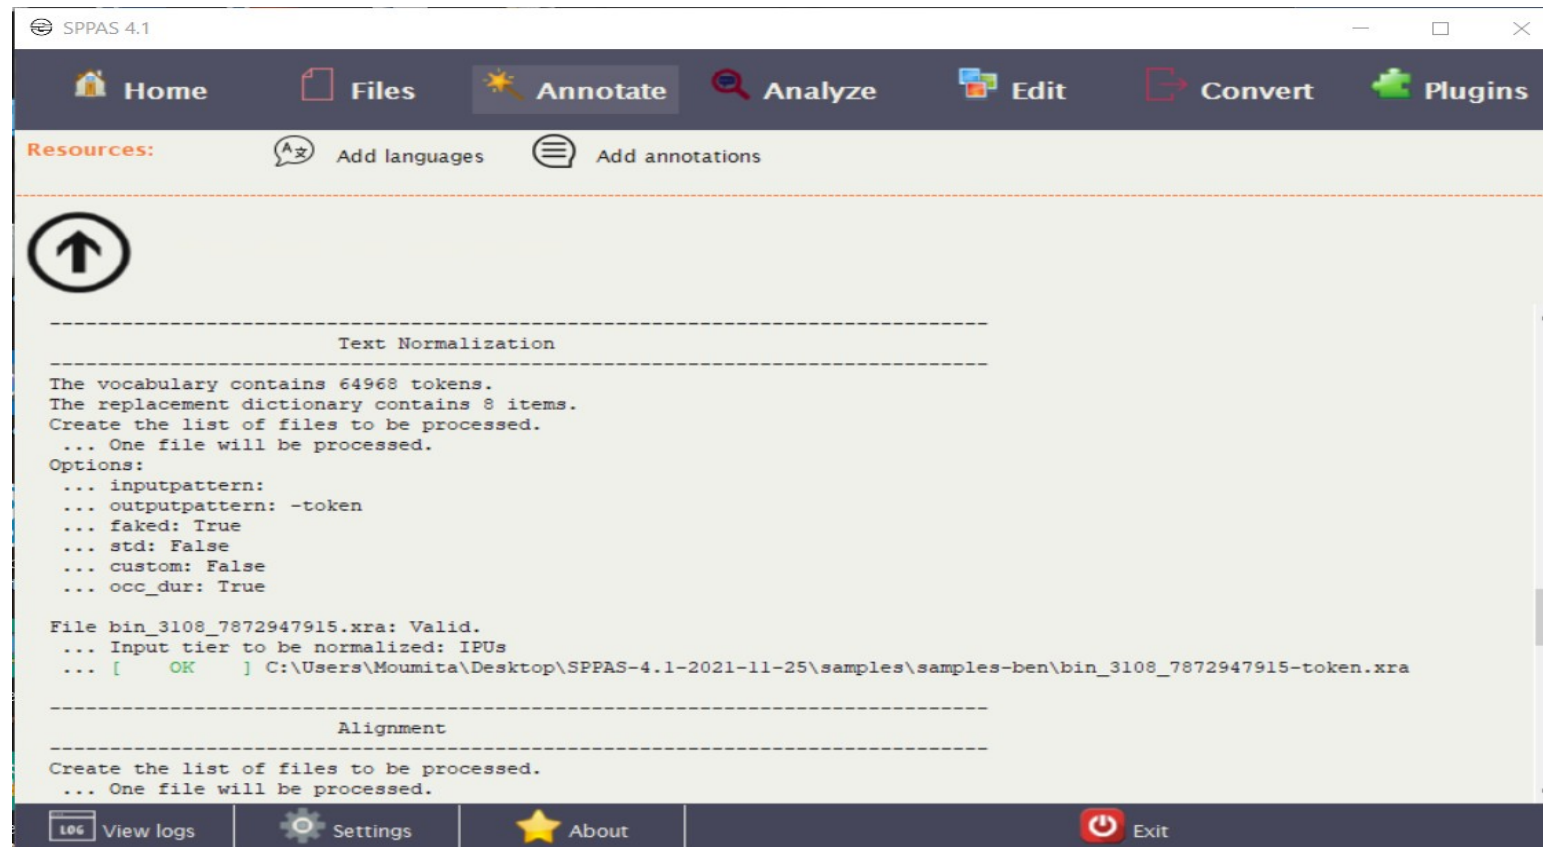 SPPAS 4.1
Home Files Annotate Analyze Edit Convert Plugins
Resources: Add languages Add annotations
--------------------------------------------------------------------------------
Text Normalization
--------------------------------------------------------------------------------
The vocabulary contains 64968 tokens.
The replacement dictionary contains 8 items.
Create the list of files to be processed.
... One file will be processed.
Options:
... inputpattern:
... outputpattern: -token
... faked: True
... std: False
... custom: False
... occ_dur: True
File bin_3108_7872947915.xra: Valid.
... Input tier to be normalized: IPUs
... [ OK ] C:\Users\Moumita\Desktop\SPPAS-4.1-2021-11-25\samples\samples-ben\bin_3108_7872947915-token.xra
--------------------------------------------------------------------------------
Alignment
--------------------------------------------------------------------------------
Create the list of files to be processed.
... One file will be processed.
LOG View logs Settings About Exit